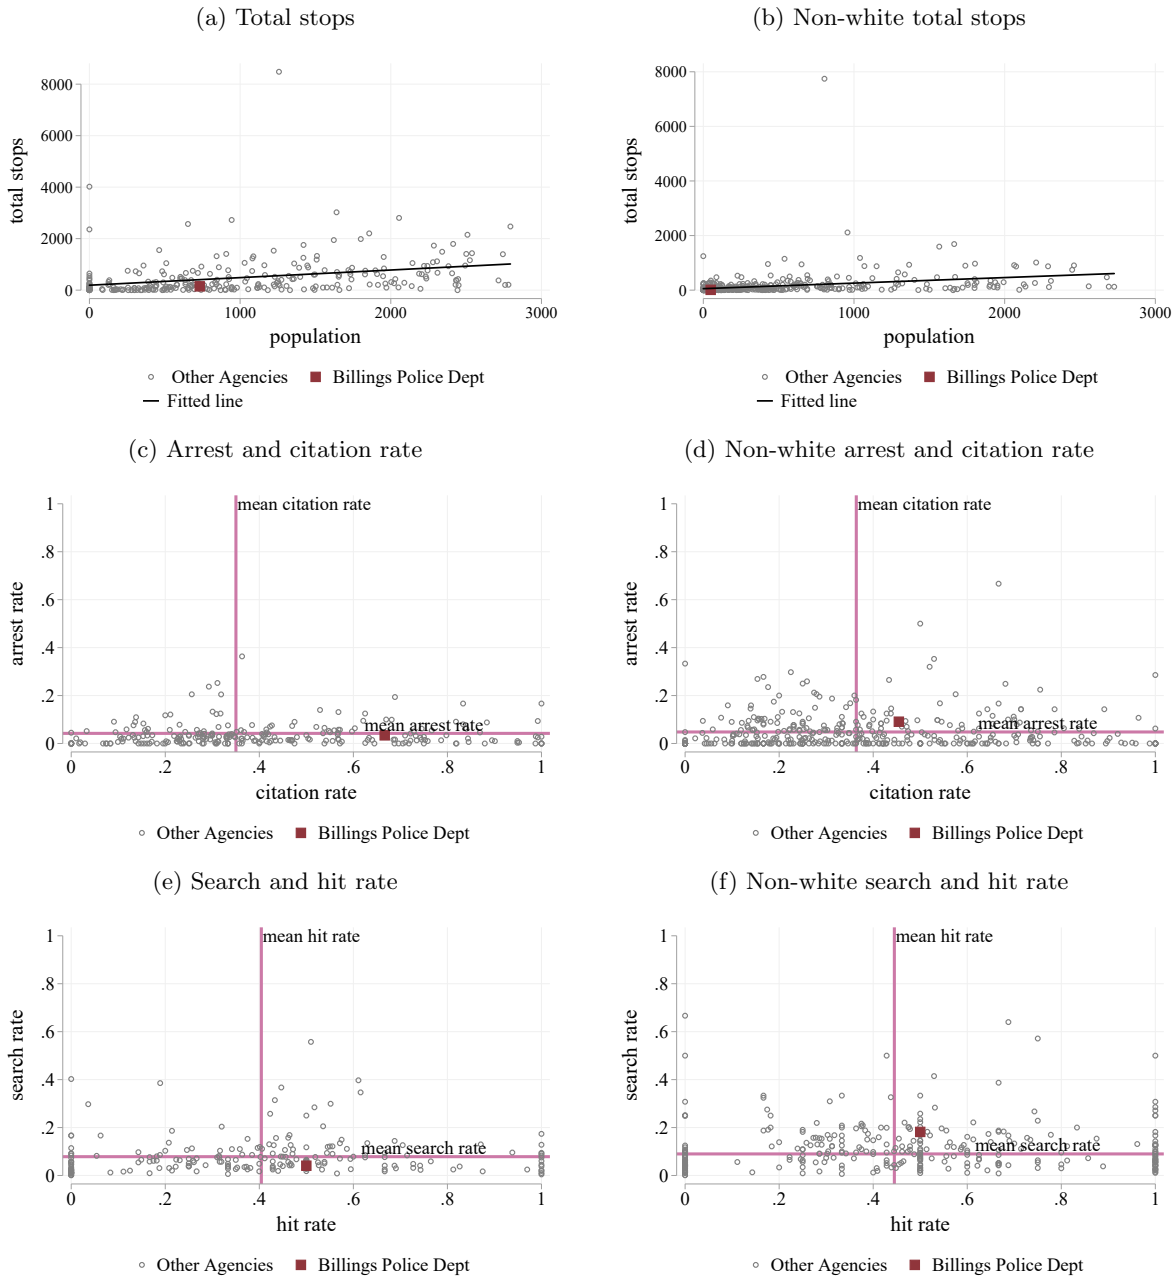 (a) Total stops
(b) Non-white total stops
8000
6000
4000
2000
0
total stops
0
1000
2000
3000
population
Other Agencies
Billings Police Dept
Fitted line
8000
6000
4000
2000
0
total stops
0
1000
2000
3000
population
Other Agencies
Billings Police Dept
Fitted line
(c) Arrest and citation rate
(d) Non-white arrest and citation rate
1
.8
.6
.4
.2
0
arrest rate
mean citation rate
mean arrest rate
0
.2
.4
.6
.8
1
citation rate
Other Agencies
Billings Police Dept
1
.8
.6
.4
.2
0
arrest rate
mean citation rate
mean arrest rate
0
.2
.4
.6
.8
1
citation rate
Other Agencies
Billings Police Dept
(e) Search and hit rate
(f) Non-white search and hit rate
1
.8
.6
.4
.2
0
search rate
mean hit rate
mean search rate
0
.2
.4
.6
.8
1
hit rate
Other Agencies
Billings Police Dept
1
.8
.6
.4
.2
0
search rate
mean hit rate
mean search rate
0
.2
.4
.6
.8
1
hit rate
Other Agencies
Billings Police Dept